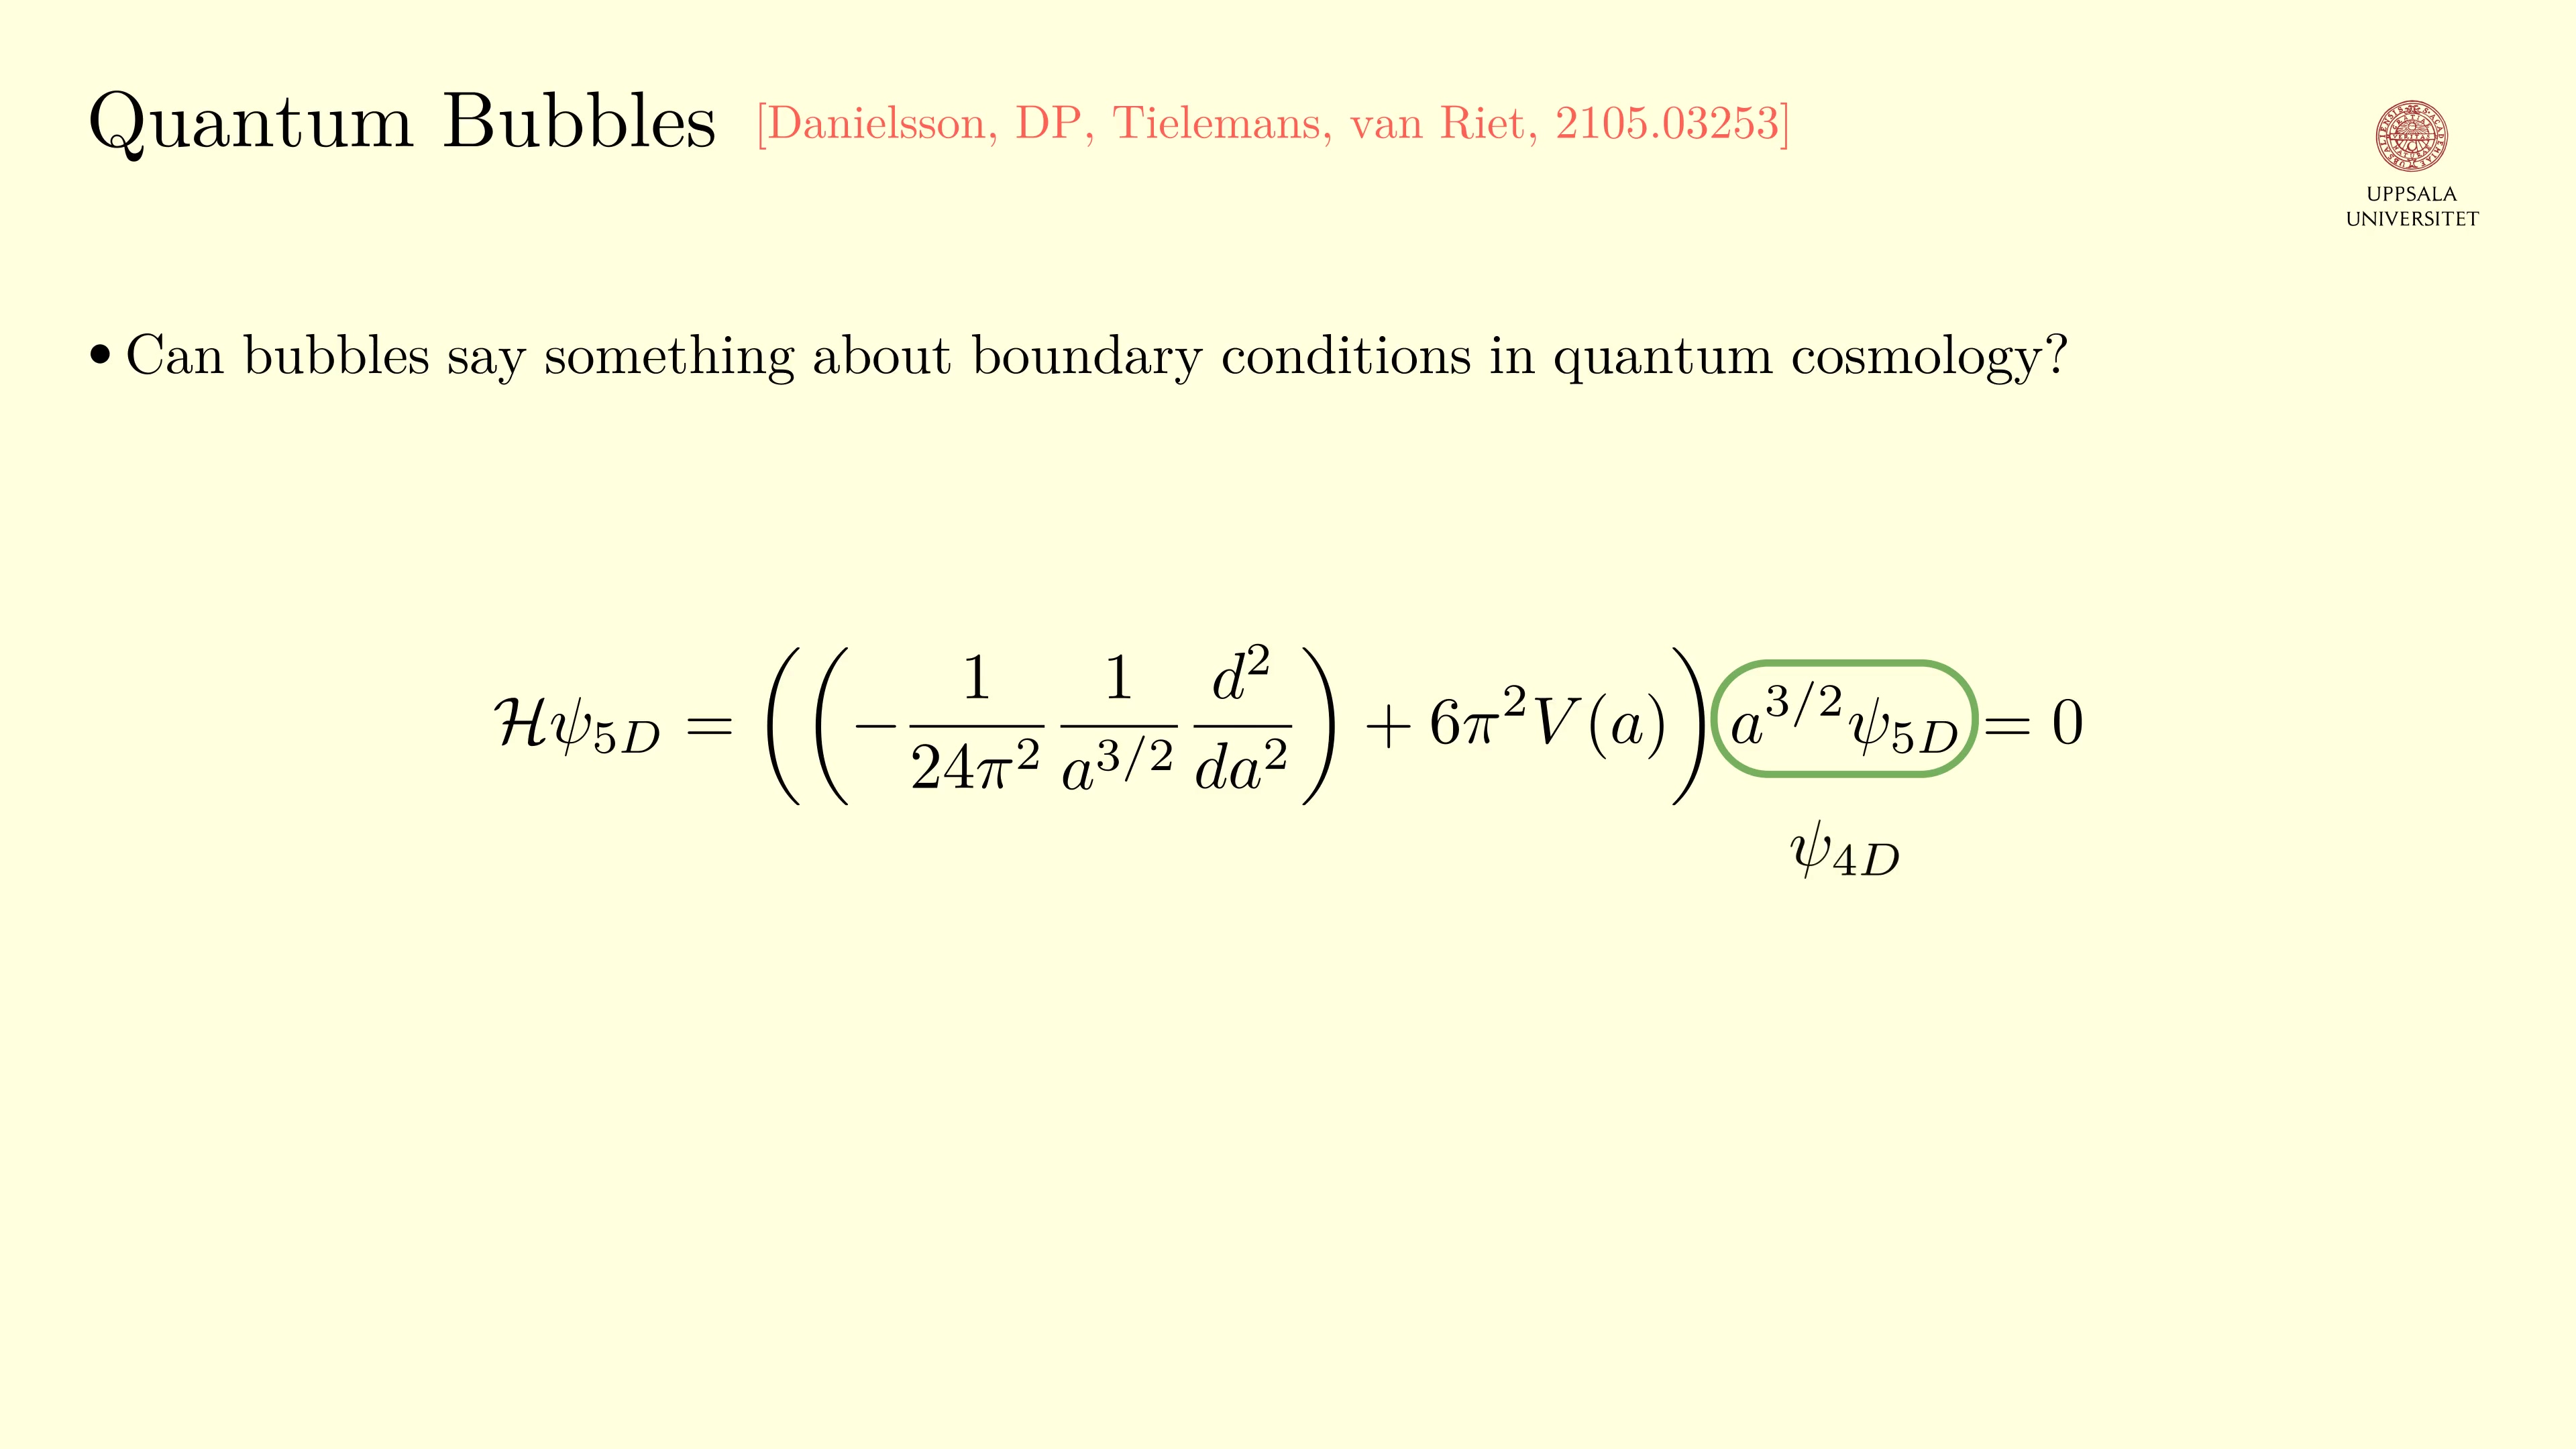 Quantum Bubbles [Danielsson, DP, Tielemans, van Riet, 2105.03253]
UPPSALA
UNIVERSITET
• Can bubbles say something about boundary conditions in quantum cosmology?
$\mathcal{H}\psi_{5D} = \left(\left(-\frac{1}{24\pi^2}\frac{1}{a^{3/2}}\frac{d^2}{da^2}\right) + 6\pi^2 V(a)\right) a^{3/2}\psi_{5D} = 0$
$\psi_{4D}$